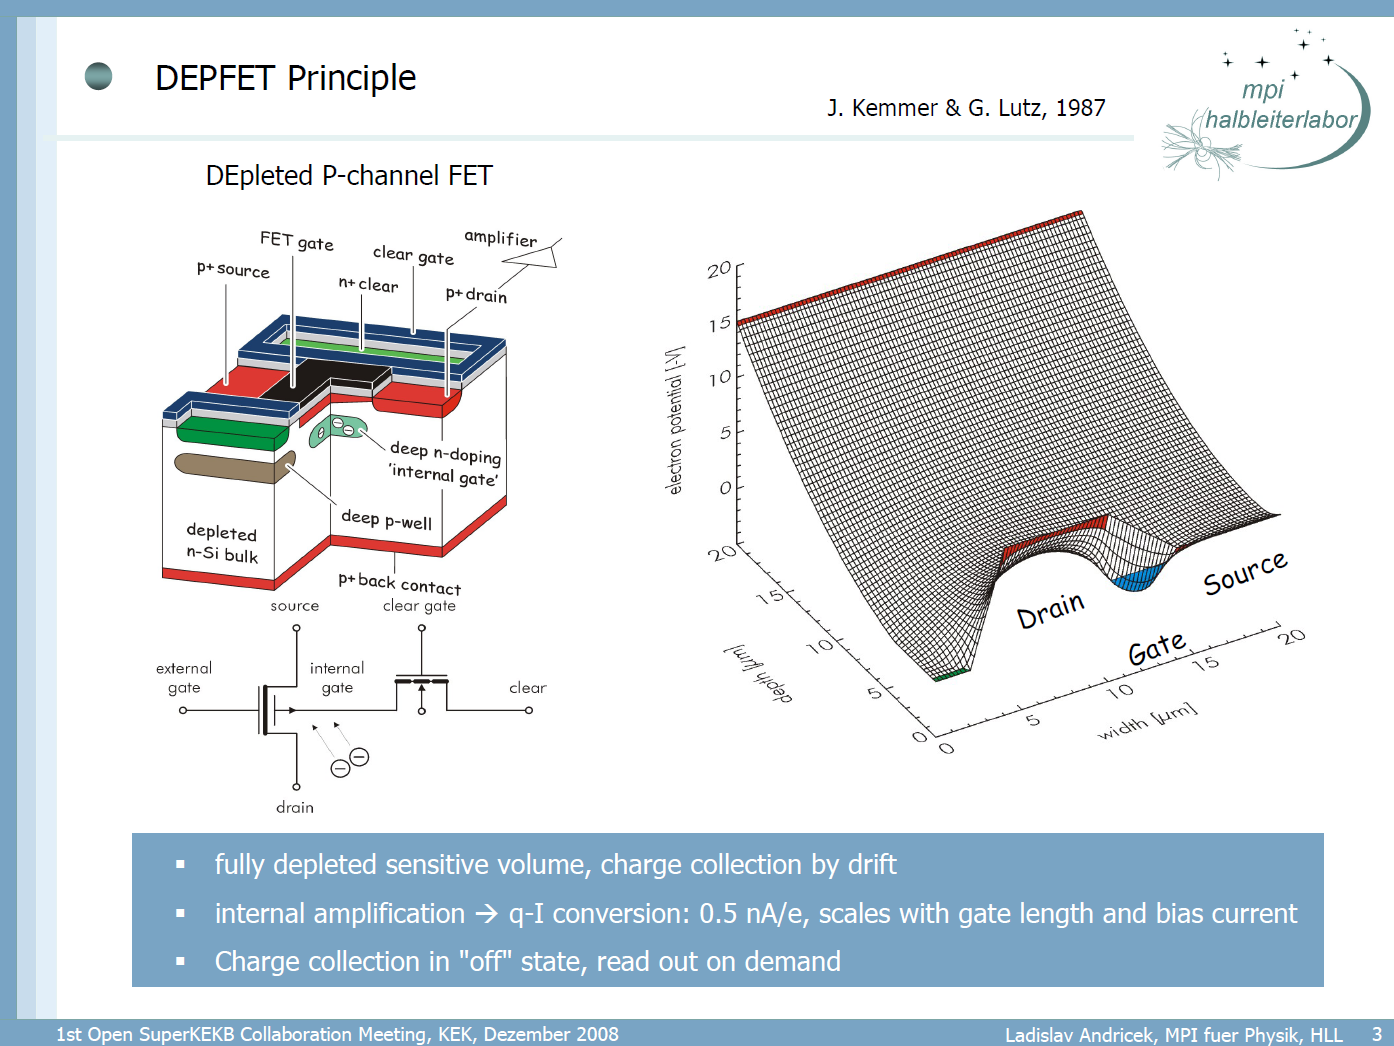 DEPFET Principle
J. Kemmer & G. Lutz, 1987
mpi
halbleiterlabor
DEpleted P-channel FET
FET gate
p+source
clear gate
amplifier
n+clear
p+drain
deep n-doping
'internal gate'
deep p-well
depleted
n-Si bulk
p+back contact
source
clear gate
external
gate
internal
gate
clear
drain
electron potential [-V]
20
15
10
5
0
20
15
10
5
0
depth [µm]
0
5
10
15
20
width [µm]
Drain
Gate
Source
▪ fully depleted sensitive volume, charge collection by drift
▪ internal amplification → q-I conversion: 0.5 nA/e, scales with gate length and bias current
▪ Charge collection in "off" state, read out on demand
1st Open SuperKEKB Collaboration Meeting, KEK, Dezember 2008
Ladislav Andricek, MPI fuer Physik, HLL 3